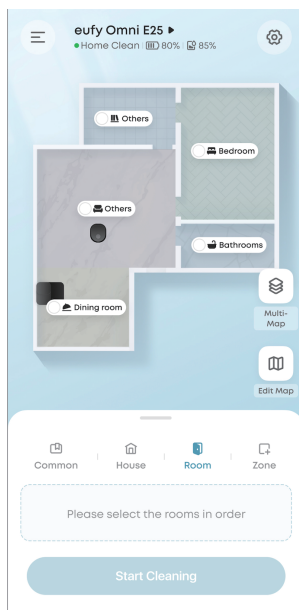 eufy Omni E25
Home Clean 80% 85%
Others
Bedroom
Others
Bathrooms
Dining room
Multi-
Map
Edit Map
Common
House
Room
Zone
Please select the rooms in order
Start Cleaning